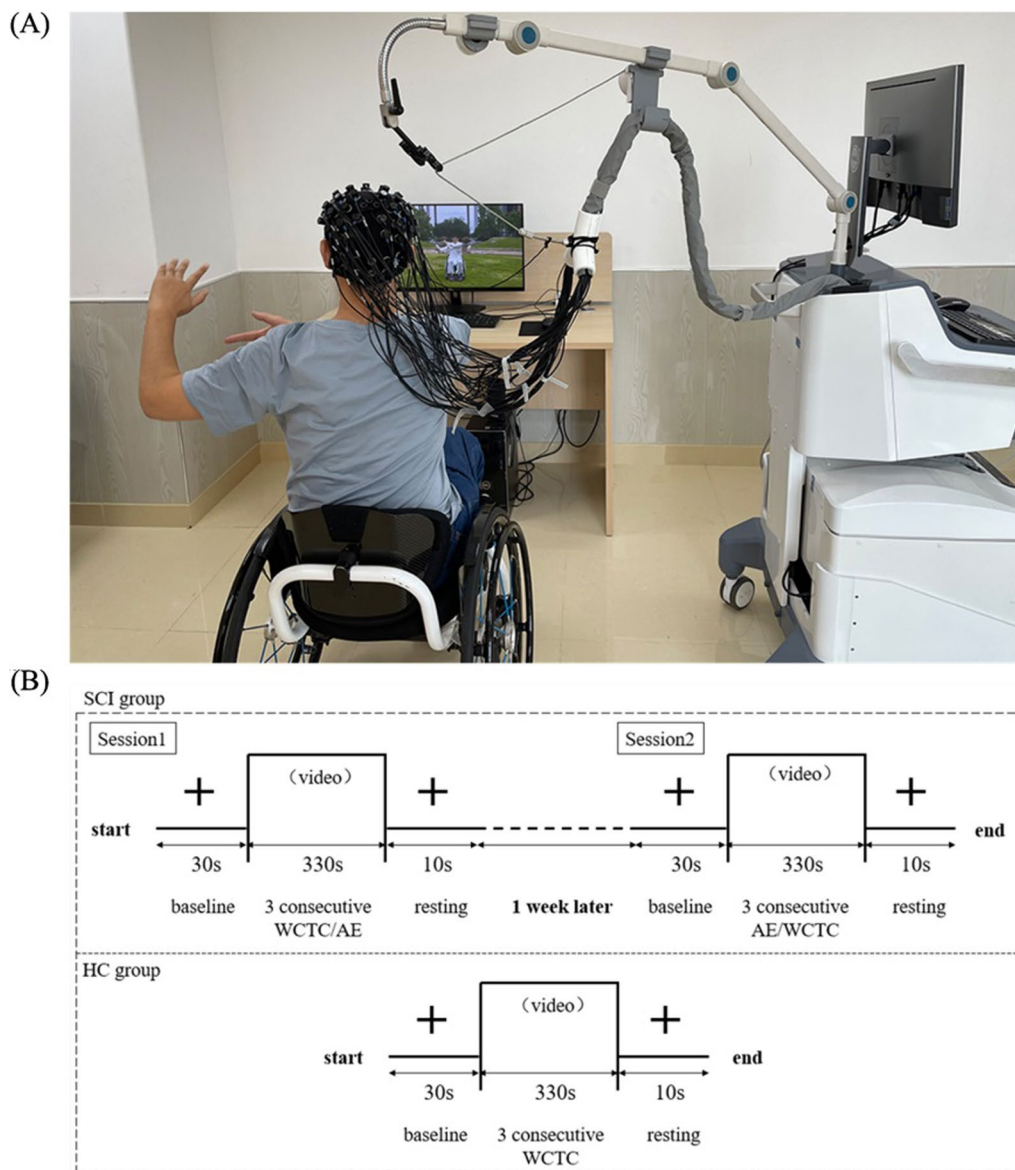 (A)
(B)
SCI group
Session1
Session2
（video）
（video）
+ + + +
start
end
30s 330s 10s 30s 330s 10s
baseline 3 consecutive resting 1 week later baseline 3 consecutive resting
WCTC/AE AE/WCTC
HC group
（video）
+ +
start
end
30s 330s 10s
baseline 3 consecutive resting
WCTC